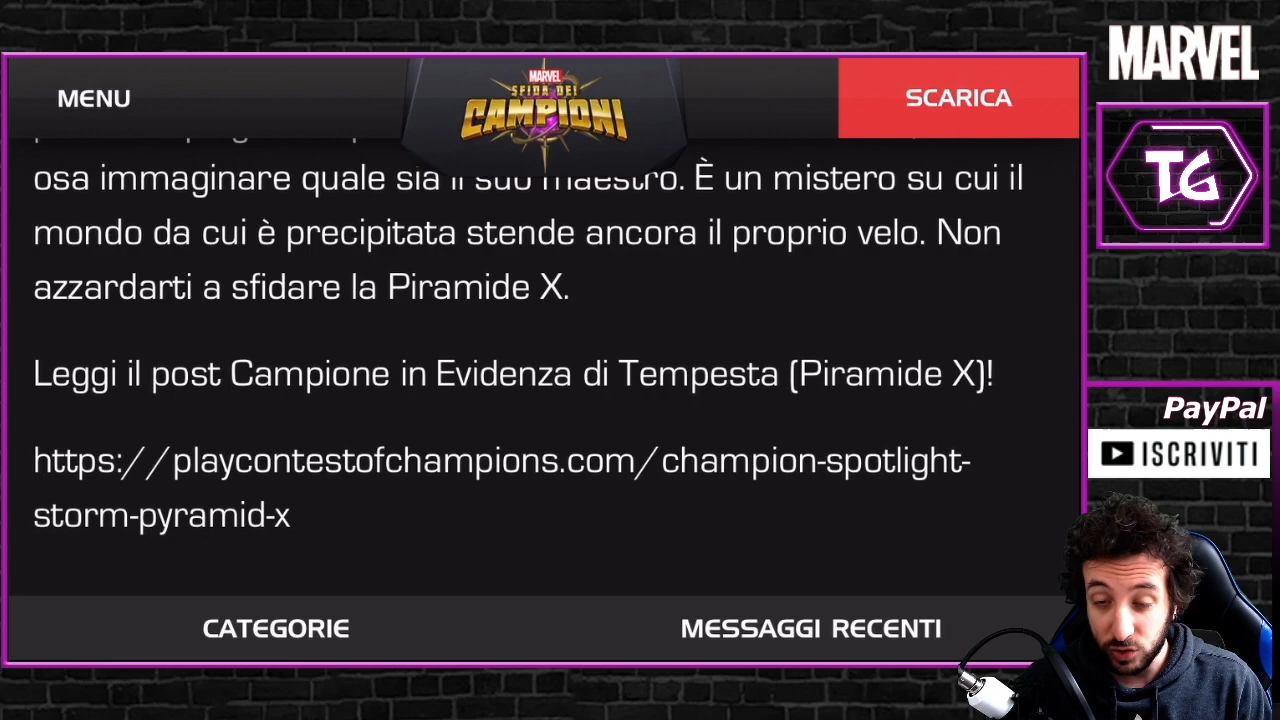 MARVEL
MENU
MARVEL
SFIDA DEI
CAMPIONI
SCARICA
TG
osa immaginare quale sia il suo maestro. È un mistero su cui il
mondo da cui è precipitata stende ancora il proprio velo. Non
azzardarti a sfidare la Piramide X.
Leggi il post Campione in Evidenza di Tempesta (Piramide X)!
https://playcontestofchampions.com/champion-spotlight-
storm-pyramid-x
PayPal
ISCRIVITI
CATEGORIE
MESSAGGI RECENTI